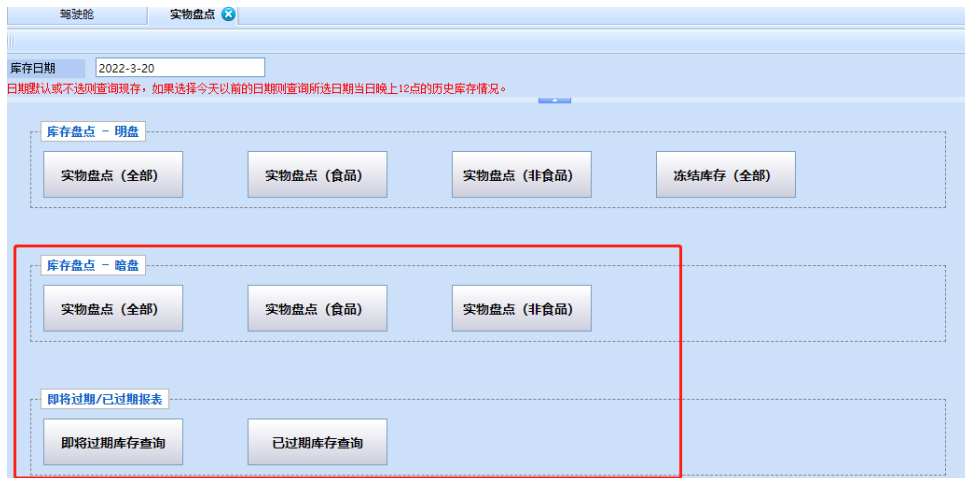 驾驶舱 实物盘点
库存日期 2022-3-20
日期默认或不选则查询现存，如果选择今天以前的日期则查询所选日期当日晚上12点的历史库存情况。
库存盘点 - 明盘
实物盘点（全部） 实物盘点（食品） 实物盘点（非食品） 冻结库存（全部）
库存盘点 - 暗盘
实物盘点（全部） 实物盘点（食品） 实物盘点（非食品）
即将过期/已过期报表
即将过期库存查询 已过期库存查询